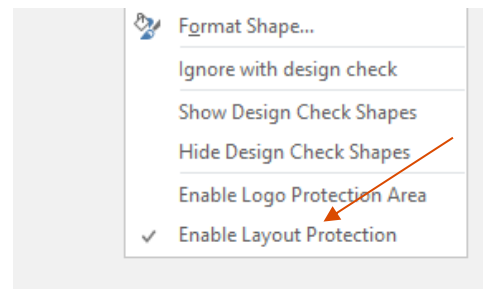 Format Shape...
Ignore with design check
Show Design Check Shapes
Hide Design Check Shapes
Enable Logo Protection Area
Enable Layout Protection